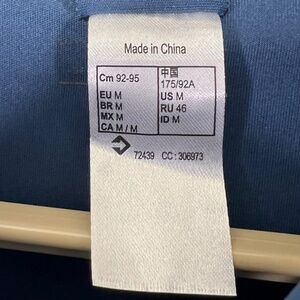 Made in China
Cm 92-95
EU M
BR M
MX M
CA M / M
中国
175/92A
US M
RU 46
ID M
72439 CC: 306973